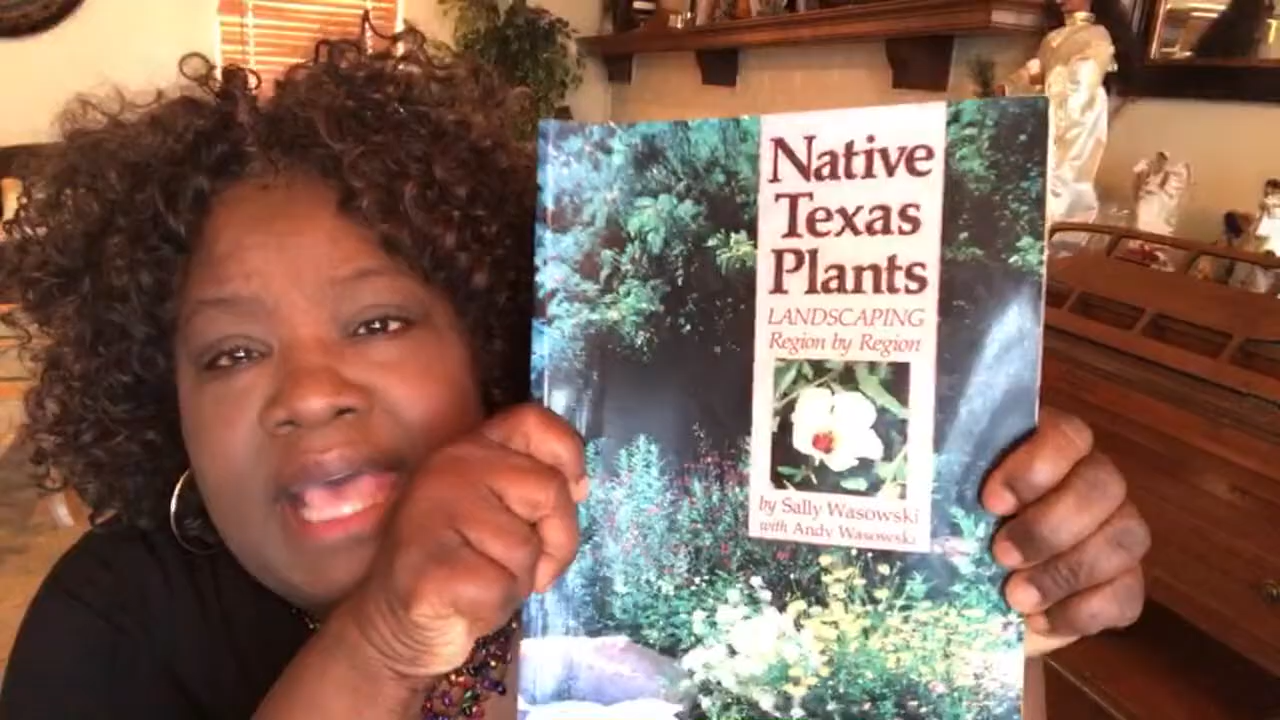 Native
Texas
Plants
LANDSCAPING
Region by Region
by Sally Wasowski
with Andy Wasowski